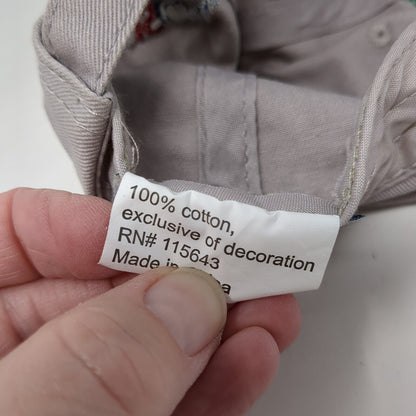 100% cotton,
exclusive of decoration
RN# 115643
Made in